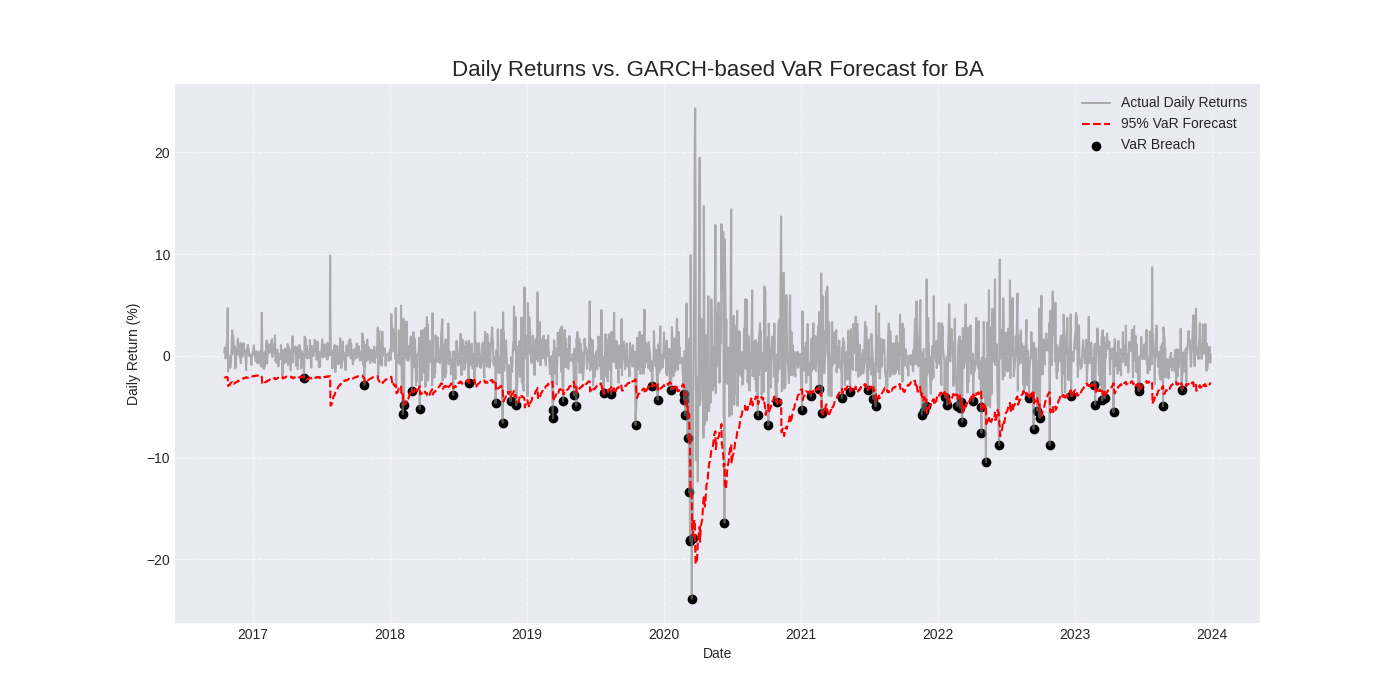 Daily Returns vs. GARCH-based VaR Forecast for BA
Actual Daily Returns
95% VaR Forecast
VaR Breach
Daily Return (%)
20
10
0
−10
−20
2017 2018 2019 2020 2021 2022 2023 2024
Date